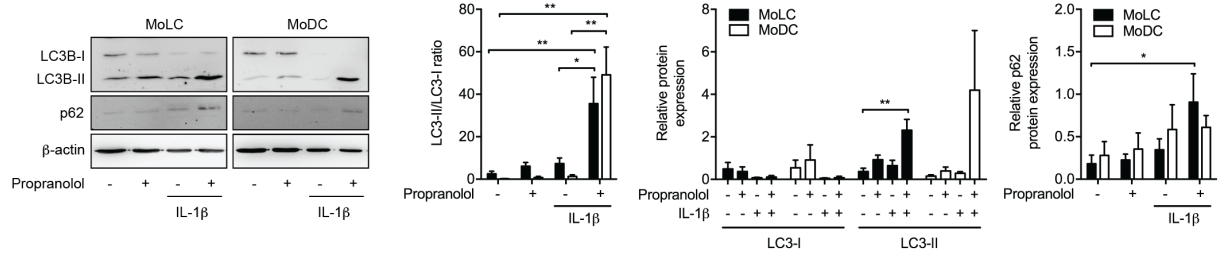 MoLC MoDC
LC3B-I
LC3B-II
p62
β-actin
Propranolol - + - + - + - +
IL-1β IL-1β
LC3-II/LC3-I ratio
80
60
40
20
0
**
**
**
*
Propranolol - + - +
IL-1β
Relative protein
expression
8
6
4
2
0
MoLC
MoDC
**
Propranolol - + - + - + - + - + - + - + - +
IL-1β - - + + - - + + - - + + - - + +
LC3-I LC3-II
Relative p62
protein expression
2.0
1.5
1.0
0.5
0.0
MoLC
MoDC
*
Propranolol - + - +
IL-1β